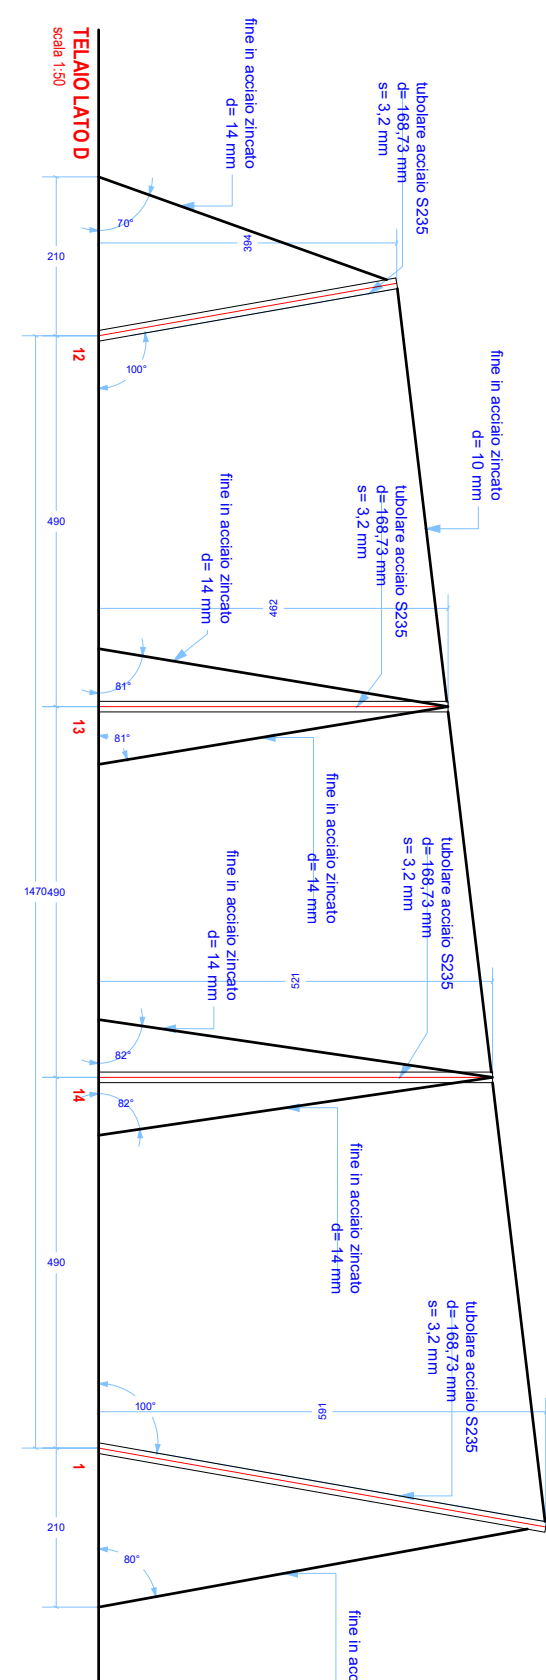 TELAIO LATO D
scala 1:50
fine in acciaio zincato
d= 14 mm
tubolare acciaio S235
d= 168,73 mm
s= 3,2 mm
70°
394
210
12
100°
fine in acciaio zincato
d= 10 mm
490
fine in acciaio zincato
d= 14 mm
tubolare acciaio S235
d= 168,73 mm
s= 3,2 mm
462
81°
13
81°
fine in acciaio zincato
d= 14 mm
1470
490
fine in acciaio zincato
d= 14 mm
tubolare acciaio S235
d= 168,73 mm
s= 3,2 mm
521
82°
14
82°
fine in acciaio zincato
d= 14 mm
490
tubolare acciaio S235
d= 168,73 mm
s= 3,2 mm
591
100°
1
210
80°
fine in acc